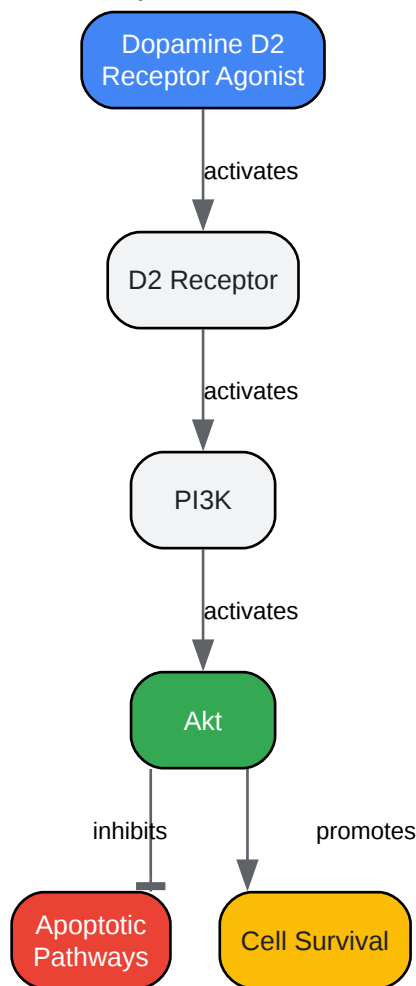 Dopamine D2
Receptor Agonist
activates
D2 Receptor
activates
PI3K
activates
Akt
inhibits
promotes
Apoptotic
Pathways
Cell Survival